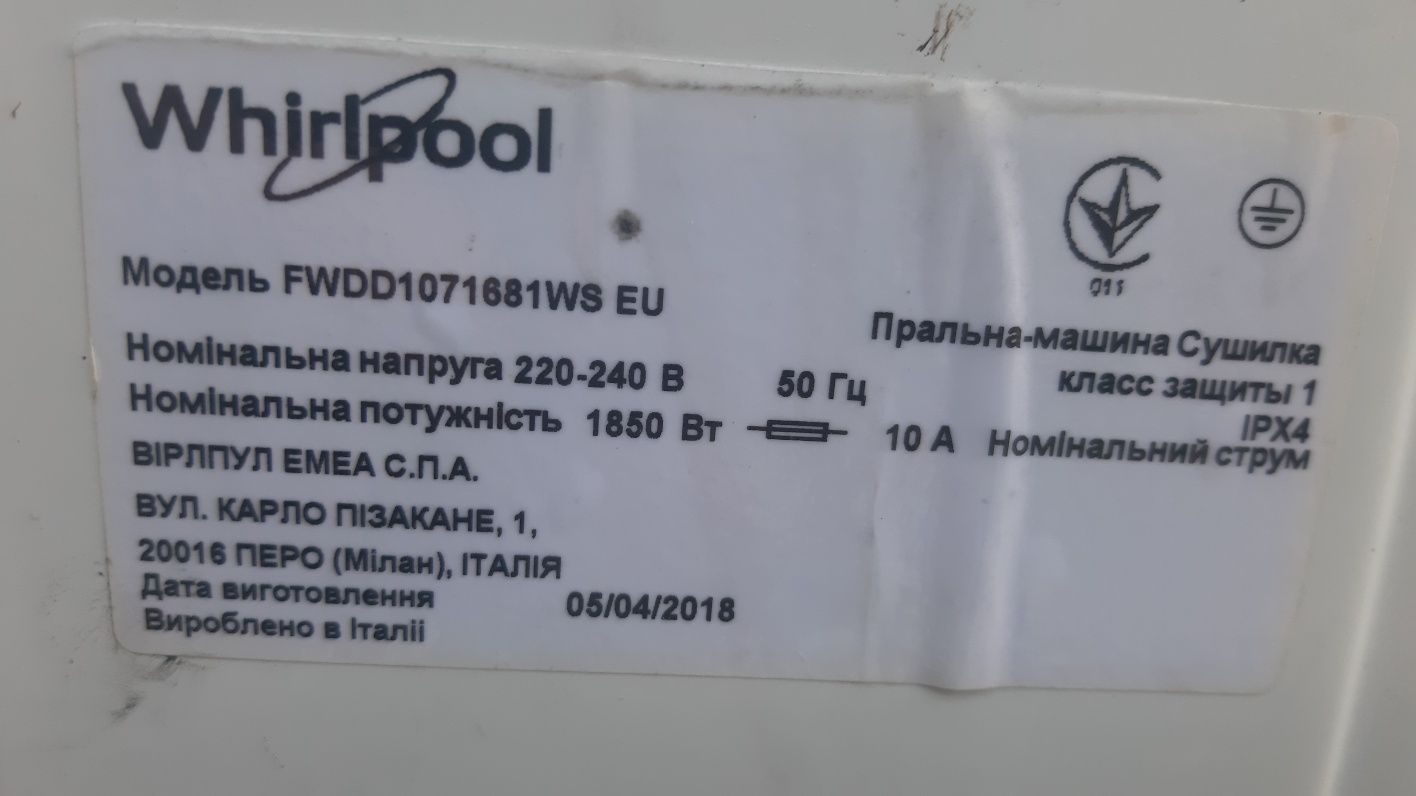 Whirlpool
011
Модель FWDD1071681WS EU
Пральна-машина Сушилка
Номінальна напруга 220-240 В 50 Гц
класс защиты 1
IPX4
Номінальна потужність 1850 Вт 10 А Номінальний струм
ВІРЛПУЛ ЕМЕА С.П.А.
ВУЛ. КАРЛО ПІЗАКАНЕ, 1,
20016 ПЕРО (Мілан), ІТАЛІЯ
Дата виготовлення 05/04/2018
Вироблено в Італії